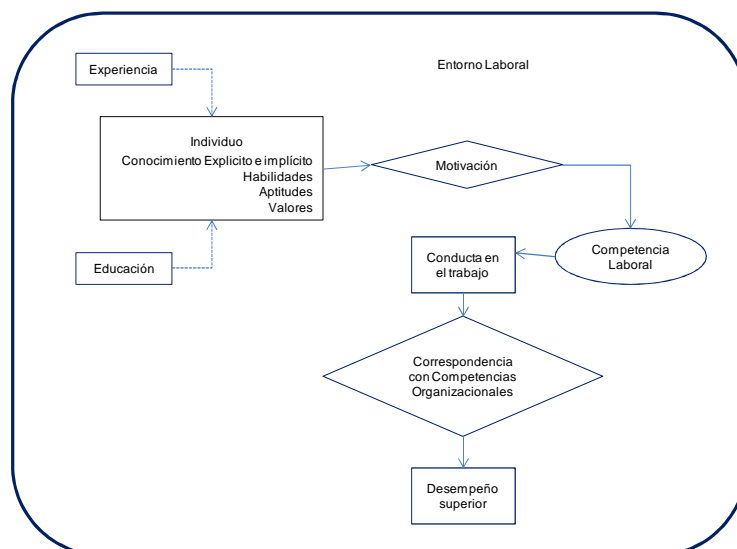 Experiencia
Entorno Laboral
Individuo
Conocimiento Explicito e implícito
Habilidades
Aptitudes
Valores
Motivación
Educación
Conducta en
el trabajo
Competencia
Laboral
Correspondencia
con Competencias
Organizacionales
Desempeño
superior